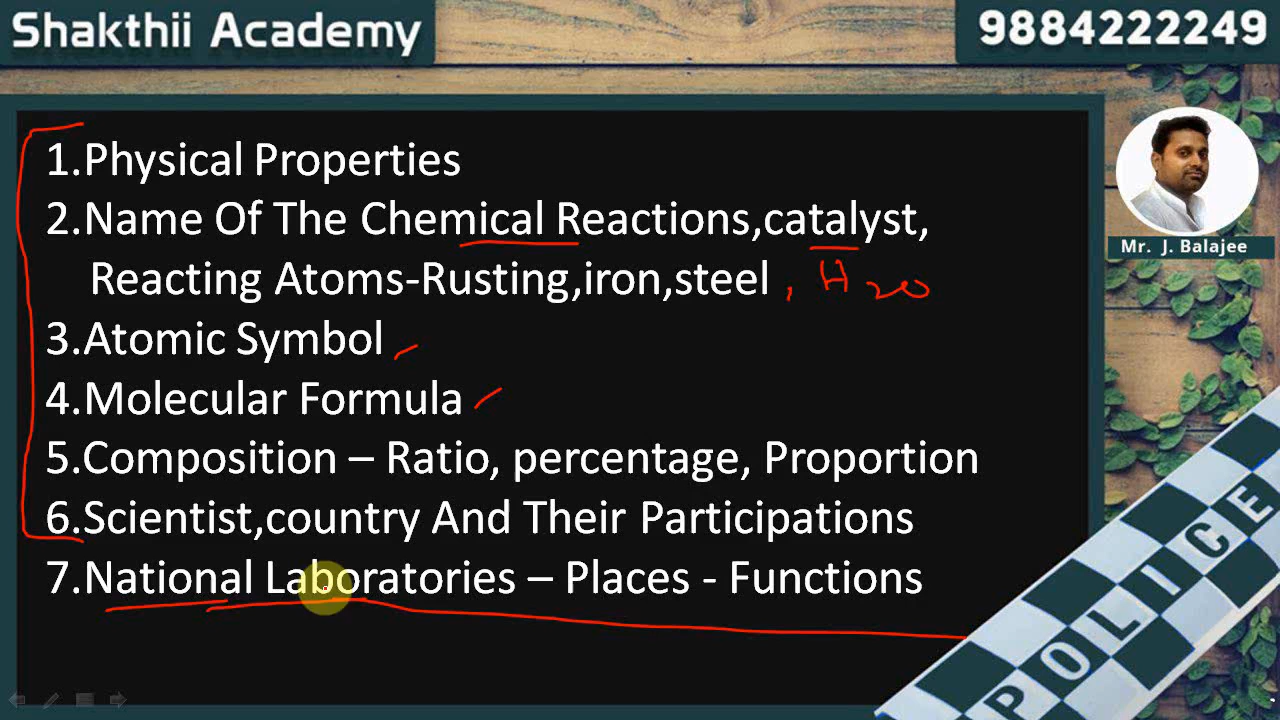 Shakthii Academy
9884222249
1.Physical Properties
2.Name Of The Chemical Reactions,catalyst,
Reacting Atoms-Rusting,iron,steel , H20
3.Atomic Symbol
4.Molecular Formula
5.Composition – Ratio, percentage, Proportion
6.Scientist,country And Their Participations
7.National Laboratories – Places - Functions
Mr. J. Balajee
POLICE